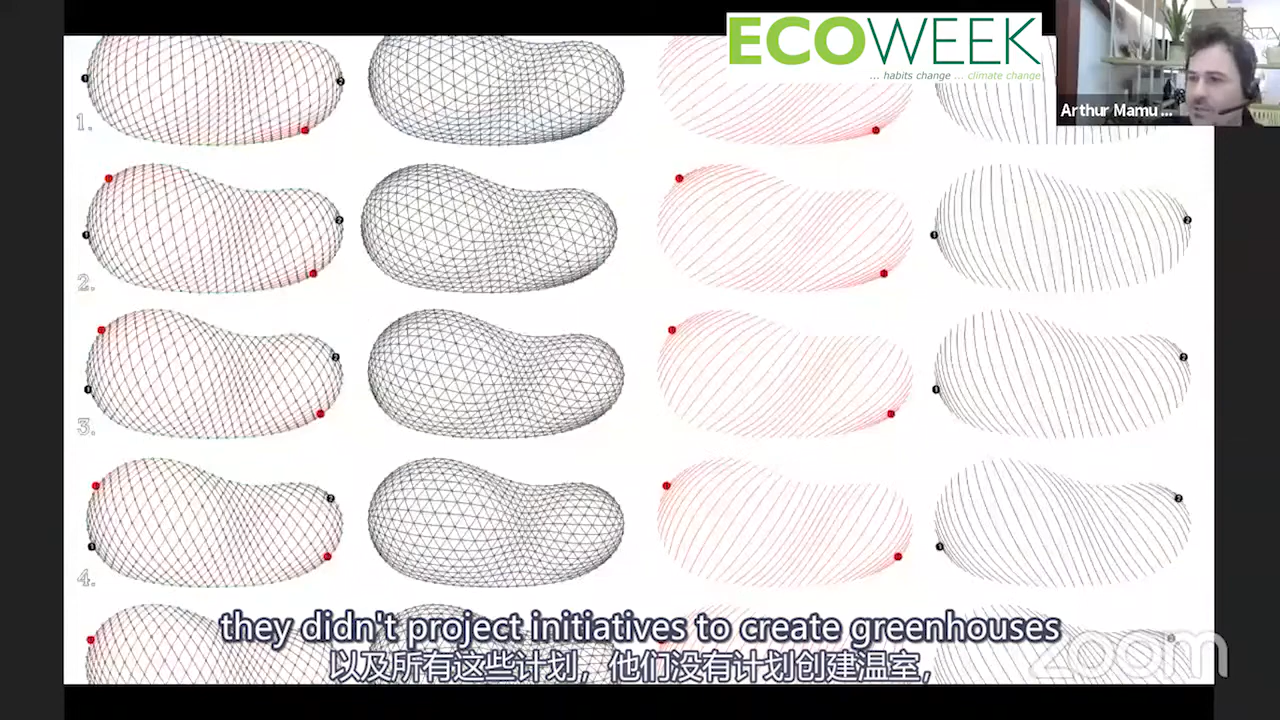 ECOWEEK
... habits change ... climate change
Arthur Mamu ...
1.
2.
3.
4.
they didn't project initiatives to create greenhouses
以及所有这些计划，他们没有计划创建温室，
zoom